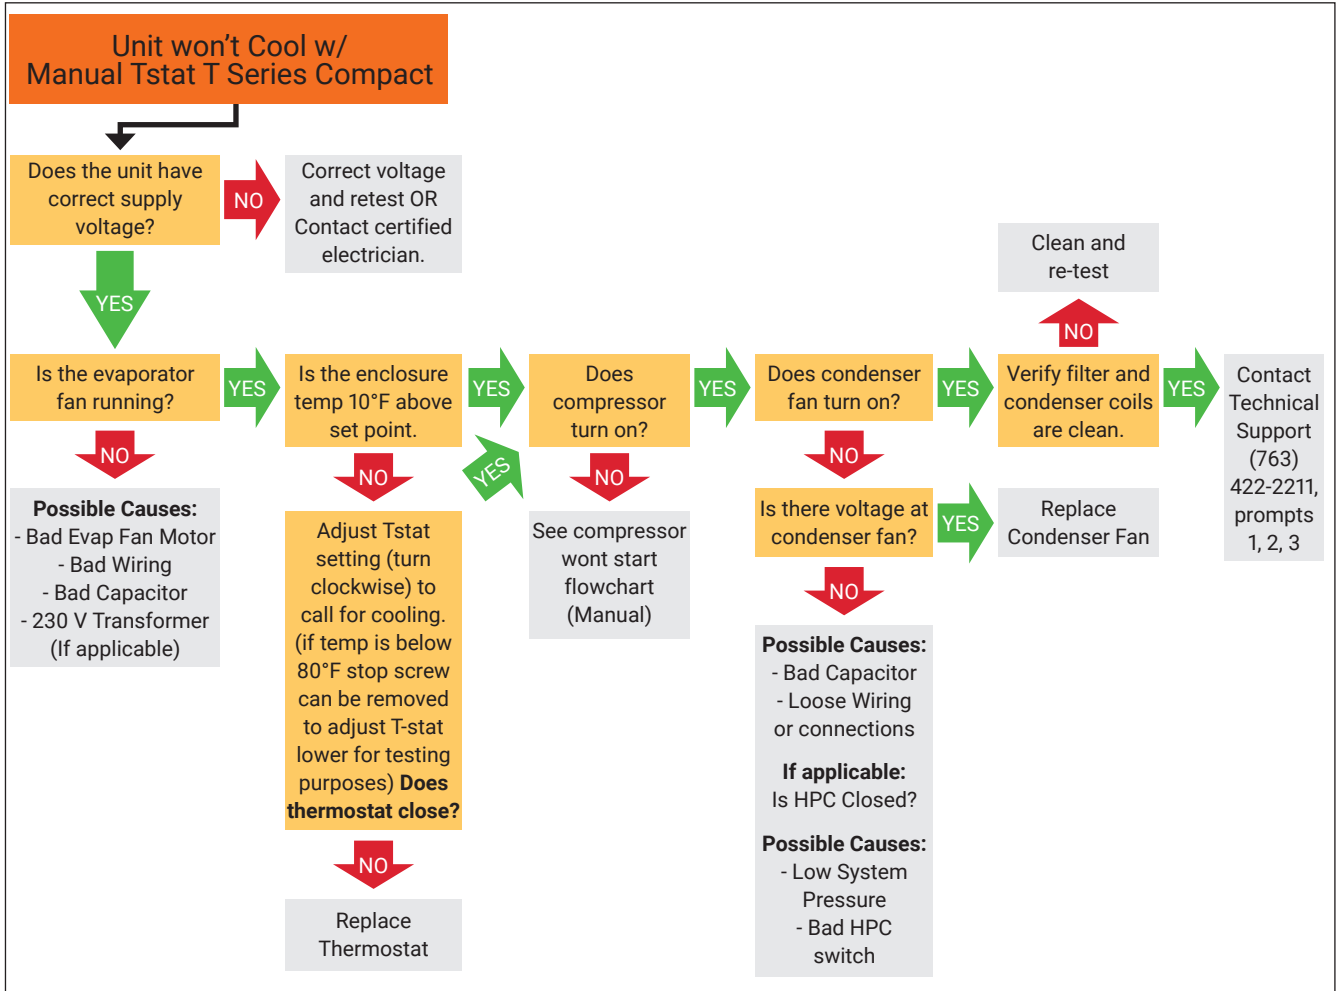 Unit won't Cool w/
Manual Tstat T Series Compact
Does the unit have
correct supply
voltage?
NO
Correct voltage
and retest OR
Contact certified
electrician.
YES
Is the evaporator
fan running?
YES
NO
Possible Causes:
- Bad Evap Fan Motor
- Bad Wiring
- Bad Capacitor
- 230 V Transformer
(If applicable)
Is the enclosure
temp 10°F above
set point.
YES
NO
Adjust Tstat
setting (turn
clockwise) to
call for cooling.
(if temp is below
80°F stop screw
can be removed
to adjust T-stat
lower for testing
purposes) Does
thermostat close?
YES
NO
Replace
Thermostat
Does
compressor
turn on?
YES
NO
See compressor
wont start
flowchart
(Manual)
Does condenser
fan turn on?
YES
NO
Is there voltage at
condenser fan?
YES
Replace
Condenser Fan
NO
Possible Causes:
- Bad Capacitor
- Loose Wiring
or connections
If applicable:
Is HPC Closed?
Possible Causes:
- Low System
Pressure
- Bad HPC
switch
Verify filter and
condenser coils
are clean.
NO
Clean and
re-test
YES
Contact
Technical
Support
(763)
422-2211,
prompts
1, 2, 3